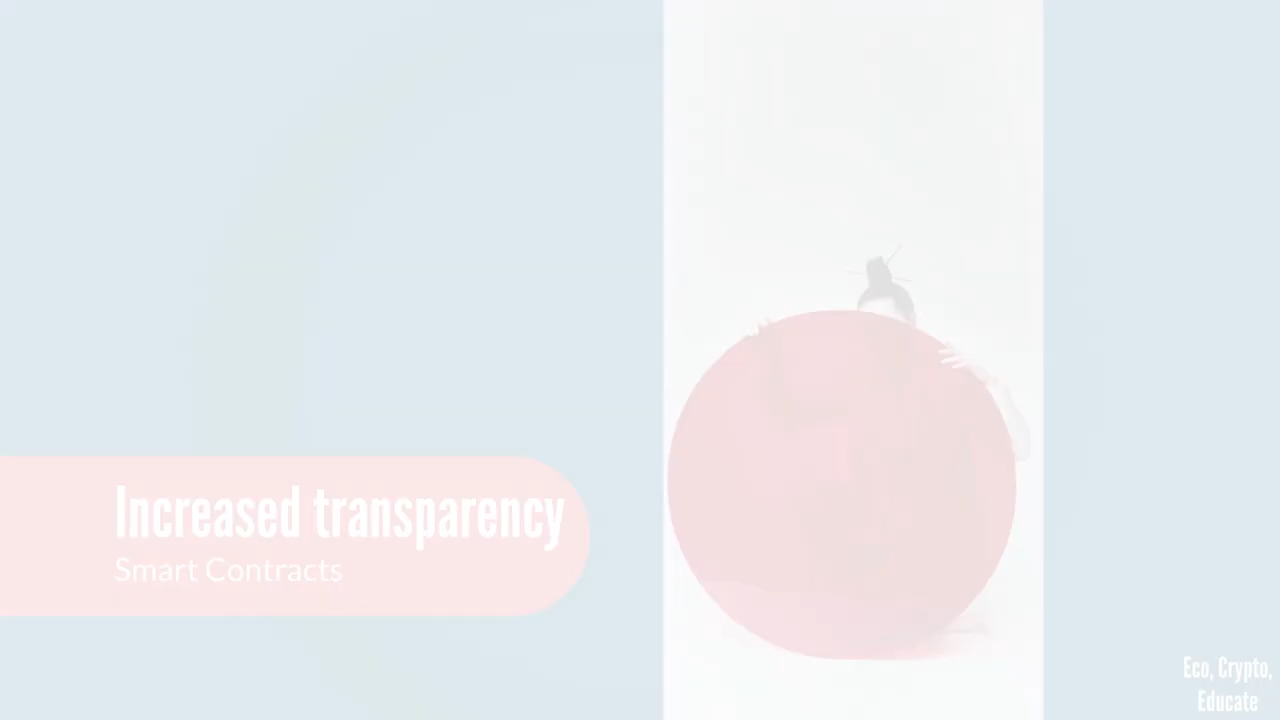 Increased transparency
Smart Contracts
Eco, Crypto,
Educate